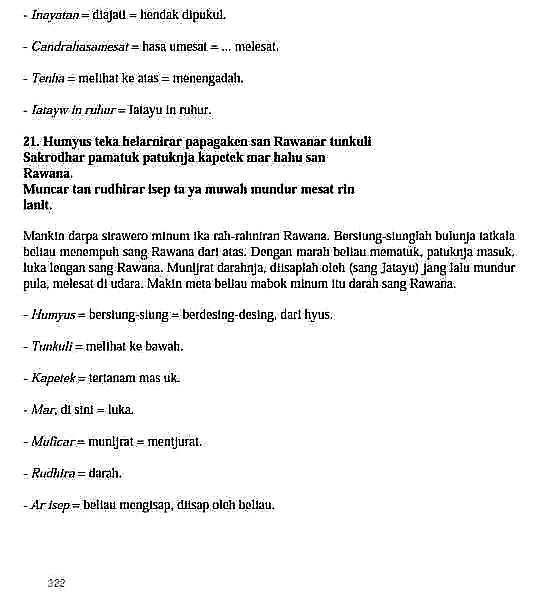 - Inayatan = diajati = hendak dipukul.
- Candrahasamesat = hasa umesat = ... melesat.
- Tenha = melihat ke atas = menengadah.
- Iatayw in ruhur = Iatayu in ruhur.
21. Humyus teka helarnirar papagaken san Rawanar tunkuli
Sakrodhar pamatuk patuknja kapetek mar bahu san
Rawana.
Muncar tan rudhirar isep ta ya muwah mundur mesat rin
lanit.
Mankin darpa sirawero minum ika rah-rahniran Rawana. Bersiung-siunglah bulunja tatkala
beliau menempuh sang Rawana dari atas. Dengan marah beliau mematuk, patuknja masuk,
luka lengan sang Rawana. Munijrat darahnja, diisaplah oleh (sang Jatayu) jang lalu mundur
pula, melesat di udara. Makin meta beliau mabok minum itu darah sang Rawana.
- Humyus = bersiung-siung = berdesing-desing, dari hyus.
- Tunkuli = melihat ke bawah.
- Kapetek = tertanam mas uk.
- Mar, di sini = luka.
- Muficar = munijrat = mentjurat.
- Rudhira = darah.
- Ar isep = beliau mengisap, diisap oleh beliau.
322